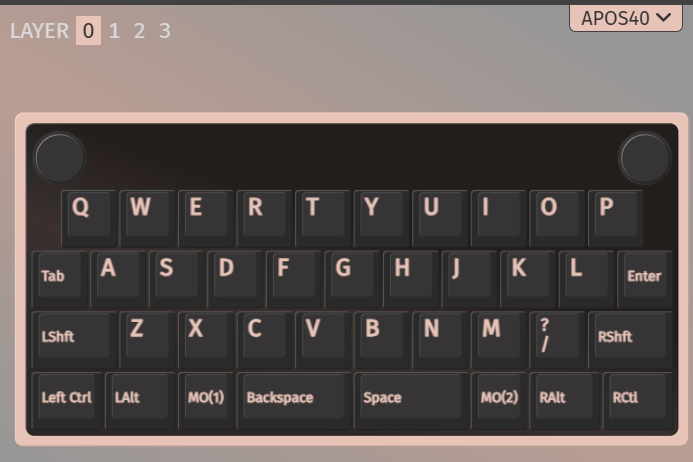 LAYER 0 1 2 3
APOS40
Q W E R T Y U I O P
Tab A S D F G H J K L Enter
LShft Z X C V B N M ? / RShft
Left Ctrl LAlt MO(1) Backspace Space MO(2) RAlt RCtl